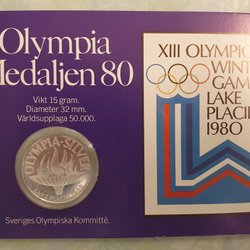 Olympia
Medaljen 80
Vikt 15 gram.
Diameter 32 mm.
Världsupplaga 50.000.
OLYMPIA-SILVER
Sveriges Olympiska Kommitté.
XIII OLYMPIC
WINT
GAM
LAKE
PLACI
1980